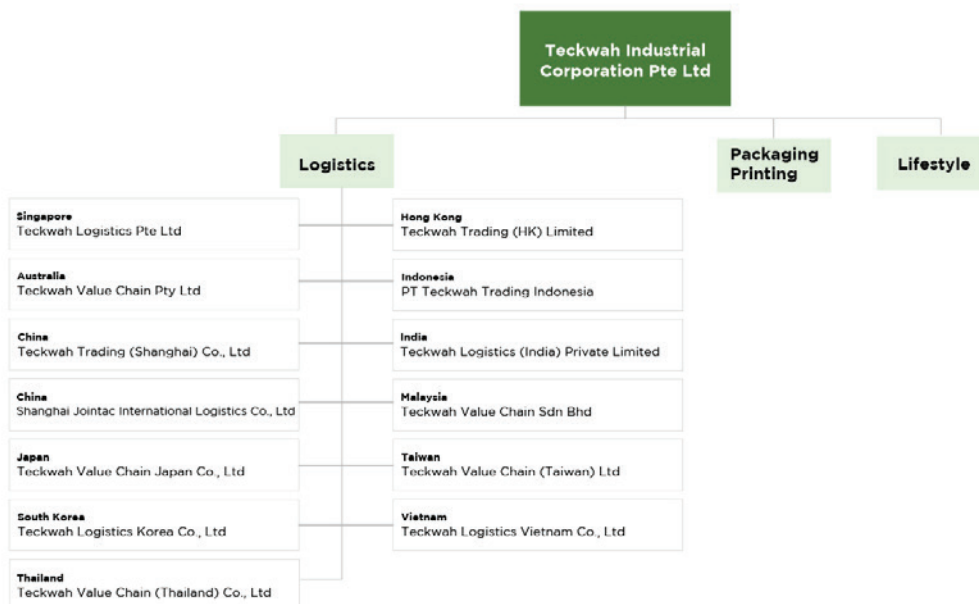 Teckwah Industrial
Corporation Pte Ltd
Logistics
Packaging
Printing
Lifestyle
Singapore
Teckwah Logistics Pte Ltd
Hong Kong
Teckwah Trading (HK) Limited
Australia
Teckwah Value Chain Pty Ltd
Indonesia
PT Teckwah Trading Indonesia
China
Teckwah Trading (Shanghai) Co., Ltd
India
Teckwah Logistics (India) Private Limited
China
Shanghai Jointac International Logistics Co., Ltd
Malaysia
Teckwah Value Chain Sdn Bhd
Japan
Teckwah Value Chain Japan Co., Ltd
Taiwan
Teckwah Value Chain (Taiwan) Ltd
South Korea
Teckwah Logistics Korea Co., Ltd
Vietnam
Teckwah Logistics Vietnam Co., Ltd
Thailand
Teckwah Value Chain (Thailand) Co., Ltd